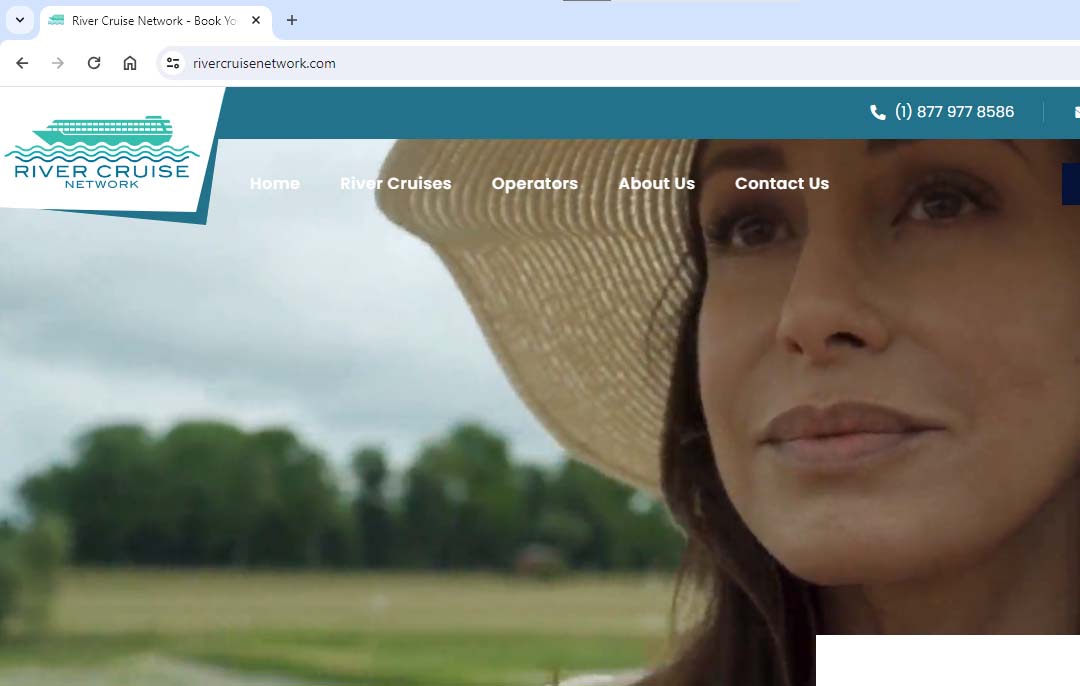 River Cruise Network - Book Yo
rivercruisenetwork.com
(1) 877 977 8586
RIVER CRUISE
NETWORK
Home River Cruises Operators About Us Contact Us